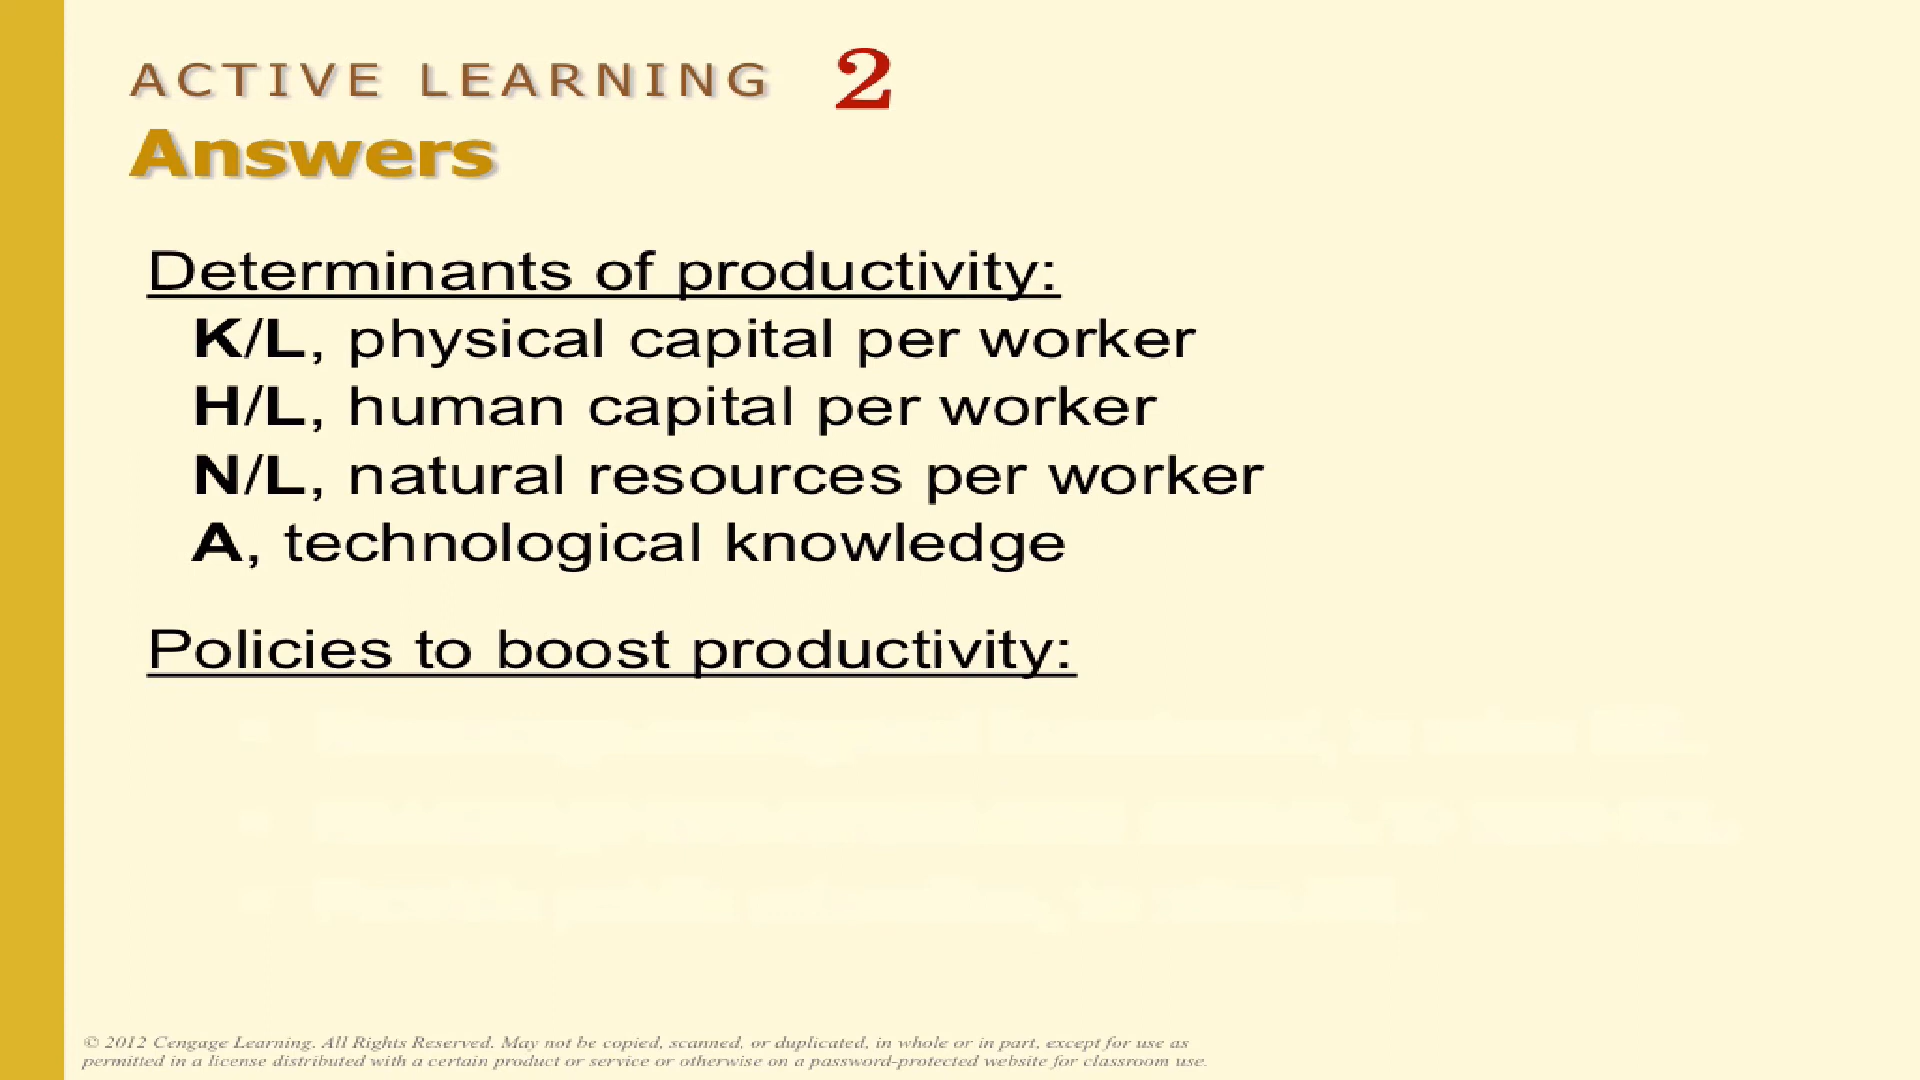 ACTIVE LEARNING 2
Answers
Determinants of productivity:
K/L, physical capital per worker
H/L, human capital per worker
N/L, natural resources per worker
A, technological knowledge
Policies to boost productivity:
© 2012 Cengage Learning. All Rights Reserved. May not be copied, scanned, or duplicated, in whole or in part, except for use as
permitted in a license distributed with a certain product or service or otherwise on a password-protected website for classroom use.